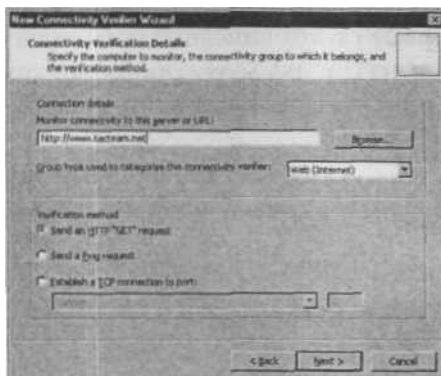 New Connectivity Verifier Wizard
Connectivity Verification Details
Specify the computer to monitor, the connectivity group to which it belongs, and
the verification method.
Connection details
Monitor connectivity to this server or URL:
http://www.tacteam.net
Browse...
Group type used to categorize this connectivity verifier:
Web (Internet)
Verification method
Send an HTTP "GET" request
Send a Ping request
Establish a TCP connection to port:
< Back
Next >
Cancel